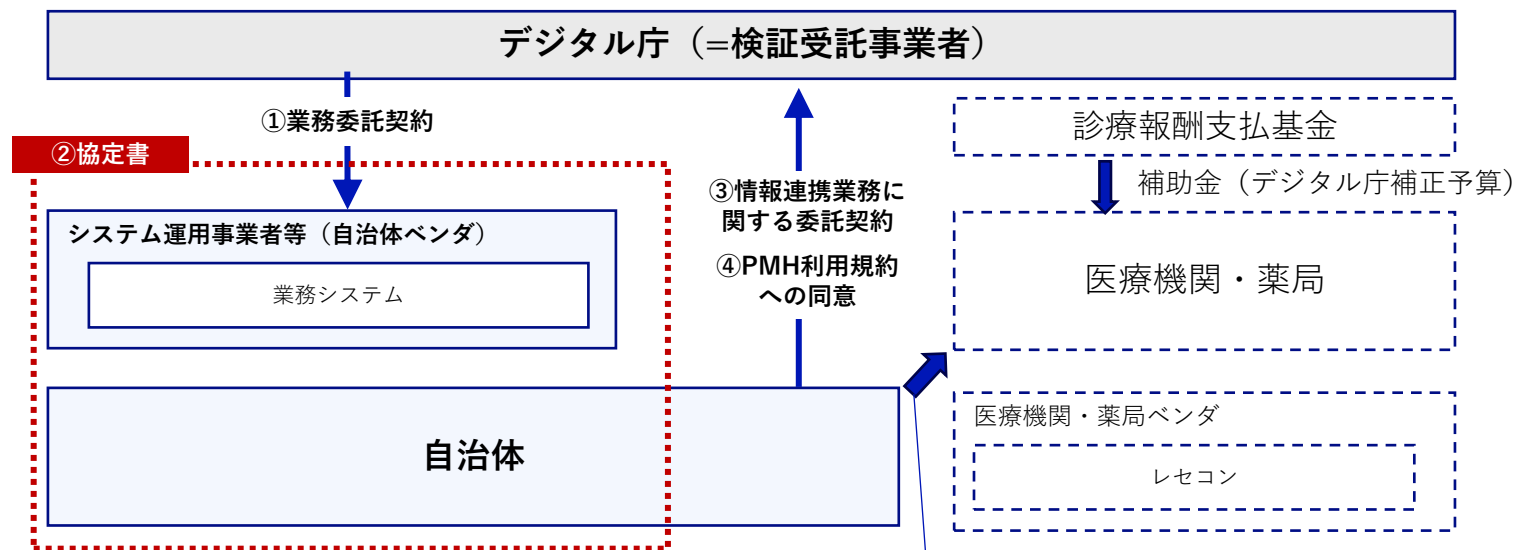 デジタル庁（=検証受託事業者）
①業務委託契約
②協定書
システム運用事業者等（自治体ベンダ）
業務システム
自治体
③情報連携業務に
関する委託契約
④PMH利用規約
への同意
診療報酬支払基金
補助金（デジタル庁補正予算）
医療機関・薬局
医療機関・薬局ベンダ
レセコン